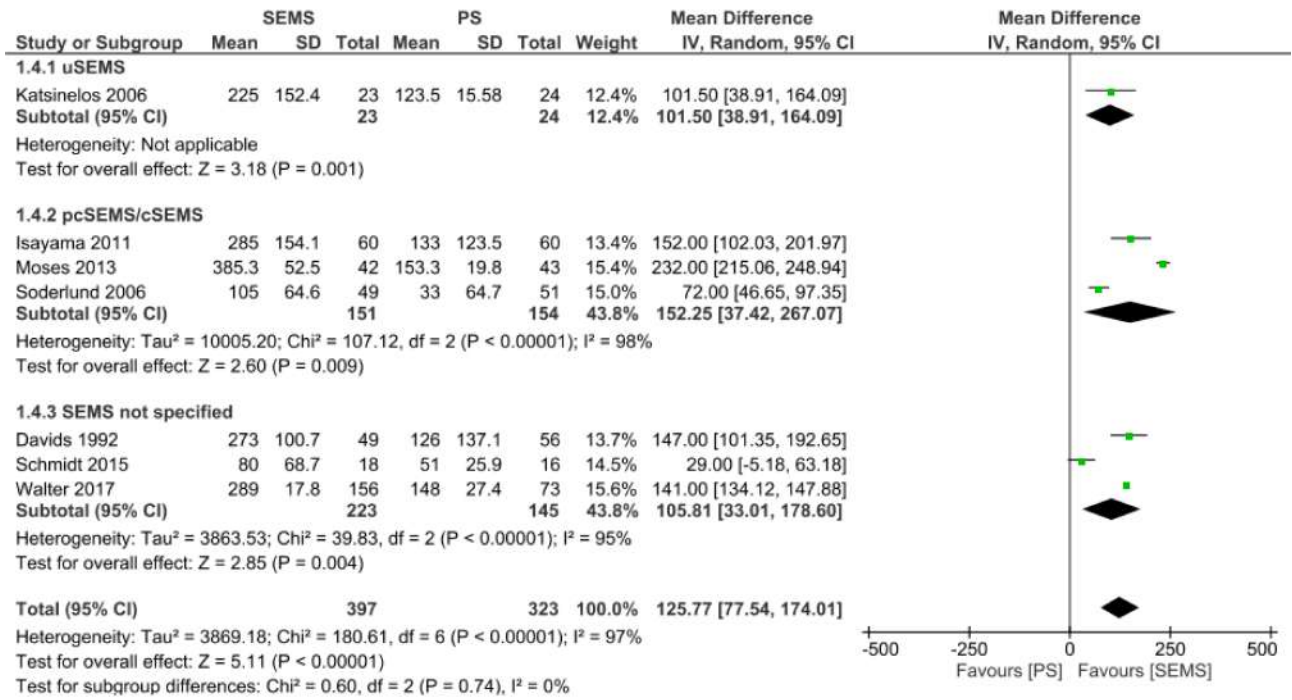 SEMS PS Mean Difference Mean Difference
Study or Subgroup Mean SD Total Mean SD Total Weight IV, Random, 95% CI IV, Random, 95% CI
1.4.1 uSEMS
Katsinelos 2006 225 152.4 23 123.5 15.58 24 12.4% 101.50 [38.91, 164.09]
Subtotal (95% CI) 23 24 12.4% 101.50 [38.91, 164.09]
Heterogeneity: Not applicable
Test for overall effect: Z = 3.18 (P = 0.001)
1.4.2 pcSEMS/cSEMS
Isayama 2011 285 154.1 60 133 123.5 60 13.4% 152.00 [102.03, 201.97]
Moses 2013 385.3 52.5 42 153.3 19.8 43 15.4% 232.00 [215.06, 248.94]
Soderlund 2006 105 64.6 49 33 64.7 51 15.0% 72.00 [46.65, 97.35]
Subtotal (95% CI) 151 154 43.8% 152.25 [37.42, 267.07]
Heterogeneity: Tau² = 10005.20; Chi² = 107.12, df = 2 (P < 0.00001); I² = 98%
Test for overall effect: Z = 2.60 (P = 0.009)
1.4.3 SEMS not specified
Davids 1992 273 100.7 49 126 137.1 56 13.7% 147.00 [101.35, 192.65]
Schmidt 2015 80 68.7 18 51 25.9 16 14.5% 29.00 [-5.18, 63.18]
Walter 2017 289 17.8 156 148 27.4 73 15.6% 141.00 [134.12, 147.88]
Subtotal (95% CI) 223 145 43.8% 105.81 [33.01, 178.60]
Heterogeneity: Tau² = 3863.53; Chi² = 39.83, df = 2 (P < 0.00001); I² = 95%
Test for overall effect: Z = 2.85 (P = 0.004)
Total (95% CI) 397 323 100.0% 125.77 [77.54, 174.01]
Heterogeneity: Tau² = 3869.18; Chi² = 180.61, df = 6 (P < 0.00001); I² = 97%
Test for overall effect: Z = 5.11 (P < 0.00001)
Test for subgroup differences: Chi² = 0.60, df = 2 (P = 0.74), I² = 0%
-500 -250 0 250 500
Favours [PS] Favours [SEMS]